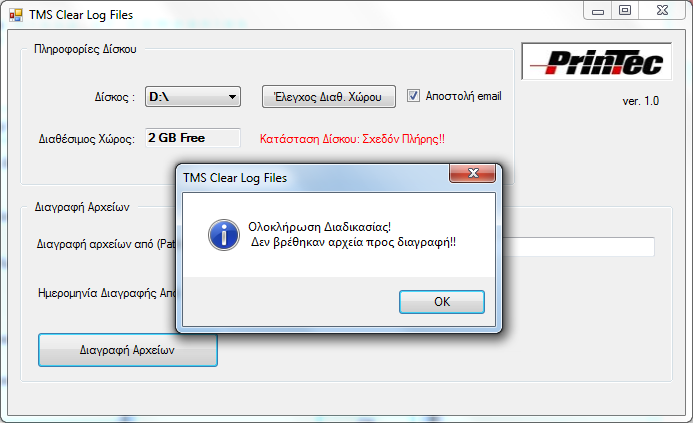 TMS Clear Log Files
Πληροφορίες Δίσκου
PrinTec
Δίσκος : D:\ Έλεγχος Διαθ. Χώρου Αποστολή email
ver. 1.0
Διαθέσιμος Χώρος: 2 GB Free Κατάσταση Δίσκου: Σχεδόν Πλήρης!!
TMS Clear Log Files
Ολοκλήρωση Διαδικασίας!
Δεν βρέθηκαν αρχεία προς διαγραφή!!
OK
Διαγραφή Αρχείων
Διαγραφή αρχείων από (Pat
Ημερομηνία Διαγραφής Από
Διαγραφή Αρχείων